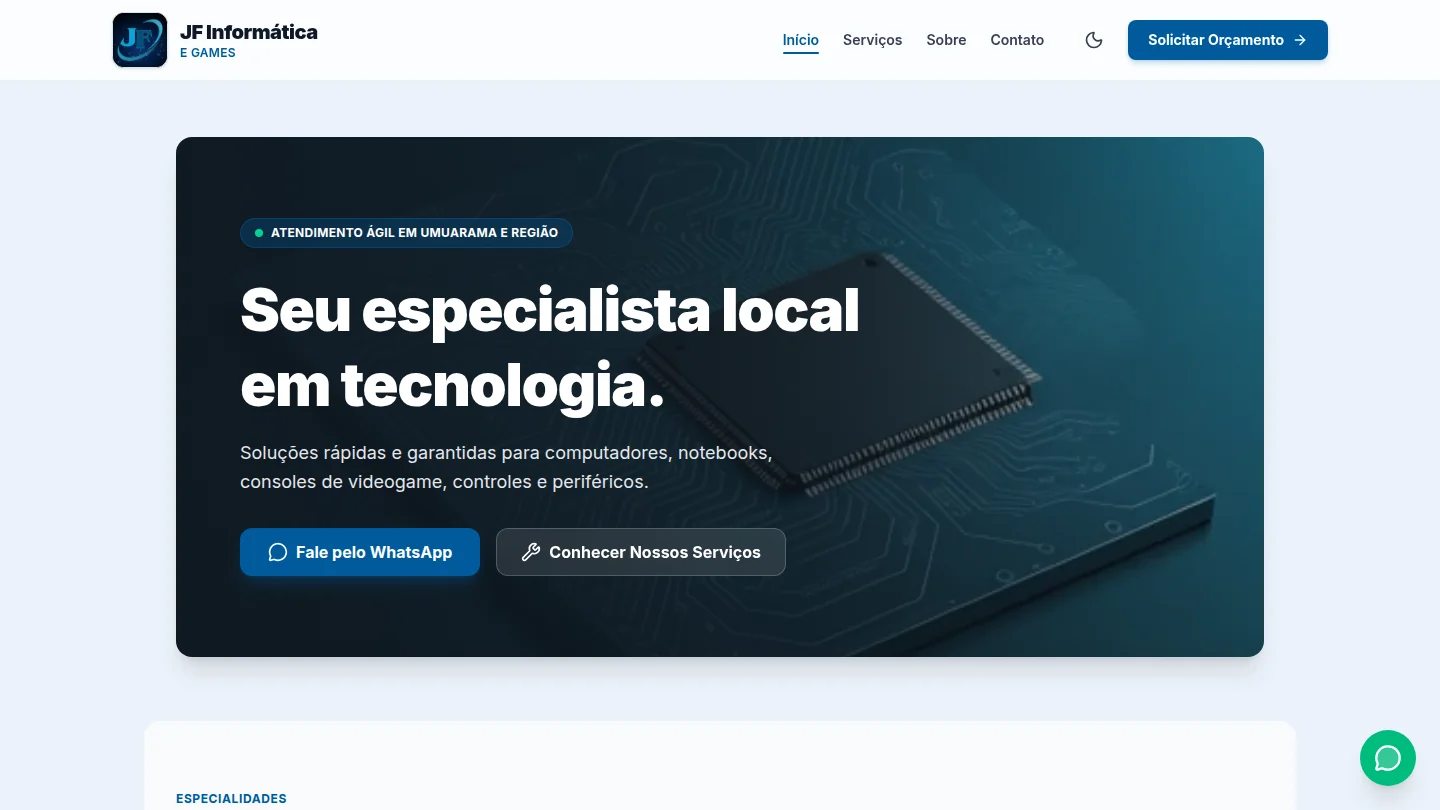 JF
JF Informática
E GAMES
Início
Serviços
Sobre
Contato
Solicitar Orçamento
ATENDIMENTO ÁGIL EM UMUARAMA E REGIÃO
Seu especialista local
em tecnologia.
Soluções rápidas e garantidas para computadores, notebooks,
consoles de videogame, controles e periféricos.
Fale pelo WhatsApp
Conhecer Nossos Serviços
ESPECIALIDADES